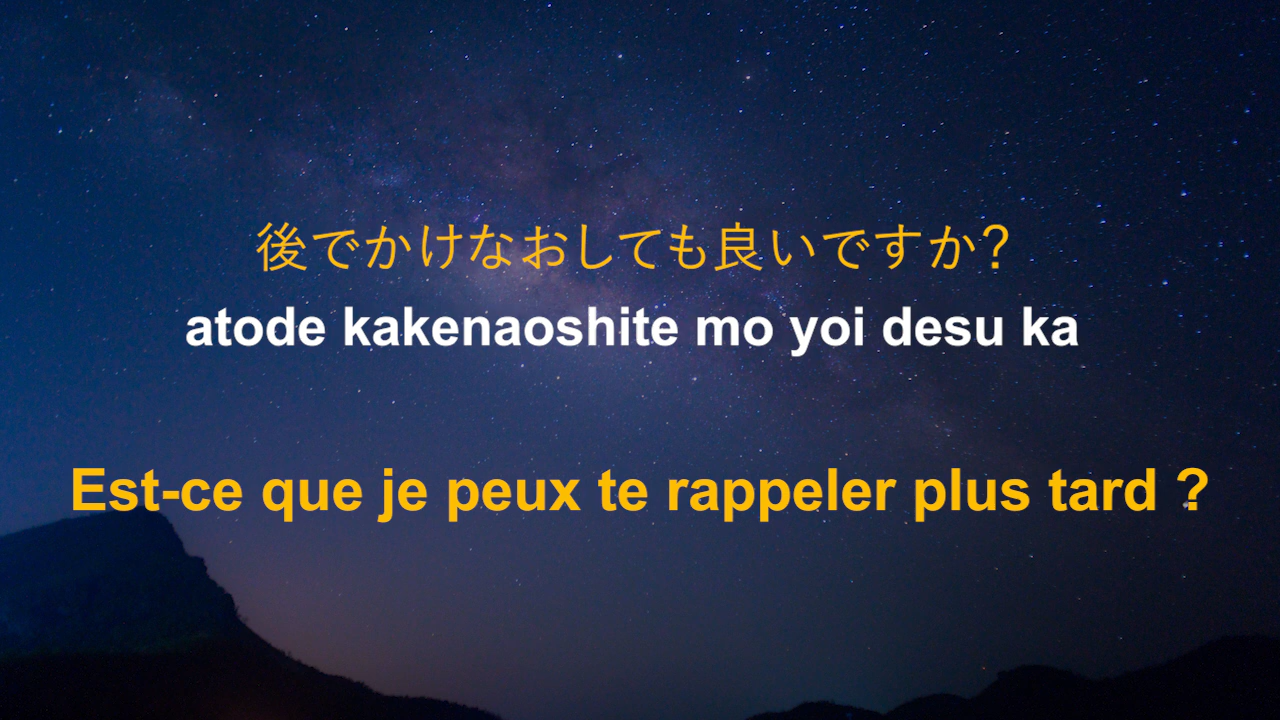 後でかけなおしても良いですか?
atode kakenaoshite mo yoi desu ka
Est-ce que je peux te rappeler plus tard ?